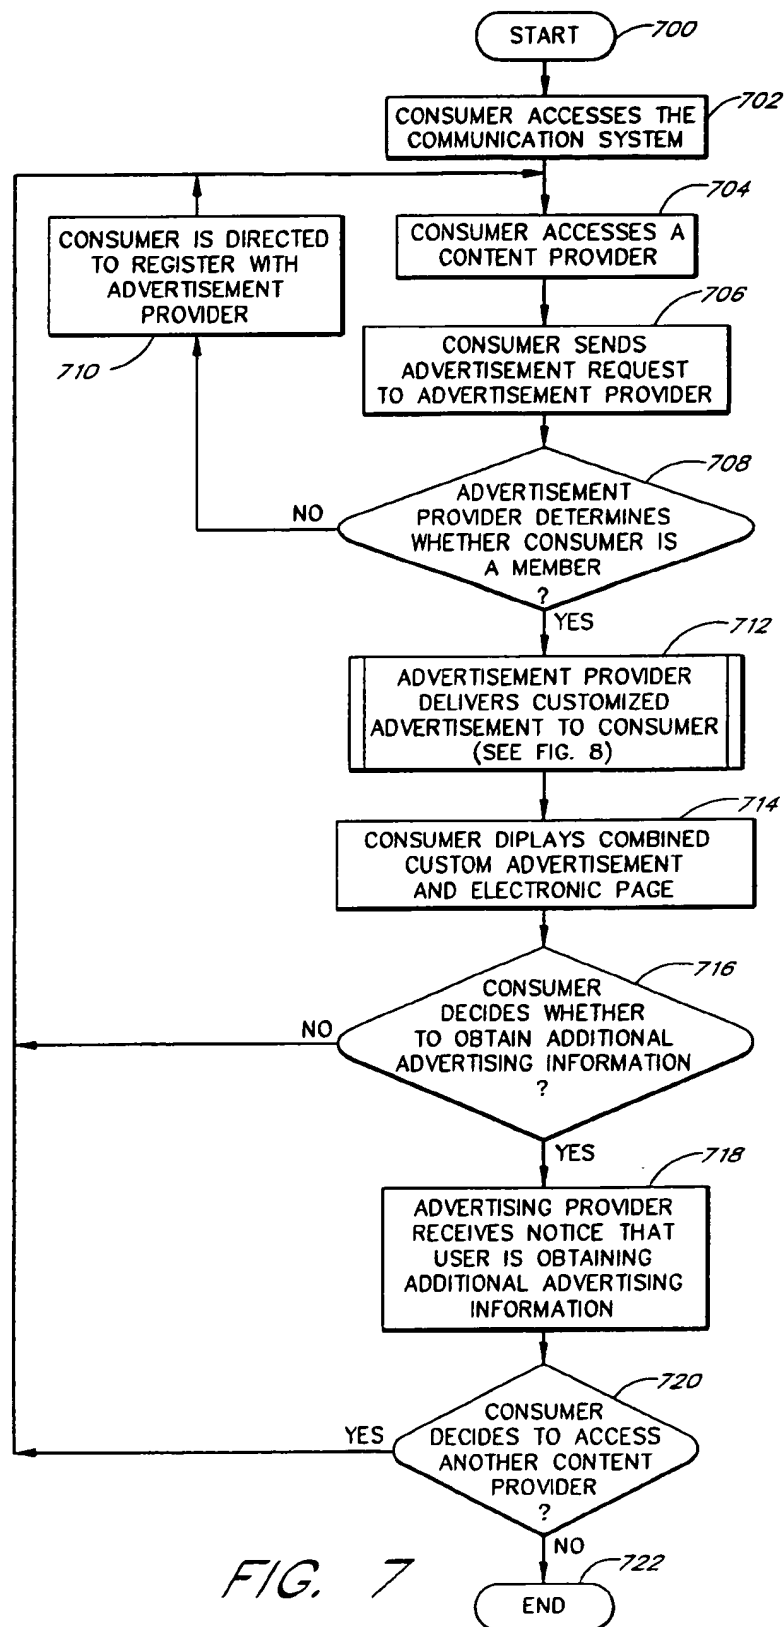 START
700
CONSUMER ACCESSES THE
COMMUNICATION SYSTEM
702
CONSUMER ACCESSES A
CONTENT PROVIDER
704
CONSUMER IS DIRECTED
TO REGISTER WITH
ADVERTISEMENT
PROVIDER
710
CONSUMER SENDS
ADVERTISEMENT REQUEST
TO ADVERTISEMENT PROVIDER
706
ADVERTISEMENT
PROVIDER DETERMINES
WHETHER CONSUMER IS
A MEMBER
?
708
NO
YES
ADVERTISEMENT PROVIDER
DELIVERS CUSTOMIZED
ADVERTISEMENT TO CONSUMER
(SEE FIG. 8)
712
CONSUMER DIPLAYS COMBINED
CUSTOM ADVERTISEMENT
AND ELECTRONIC PAGE
714
CONSUMER
DECIDES WHETHER
TO OBTAIN ADDITIONAL
ADVERTISING INFORMATION
?
716
NO
YES
ADVERTISING PROVIDER
RECEIVES NOTICE THAT
USER IS OBTAINING
ADDITIONAL ADVERTISING
INFORMATION
718
CONSUMER
DECIDES TO ACCESS
ANOTHER CONTENT
PROVIDER
?
720
YES
NO
END
722
FIG. 7